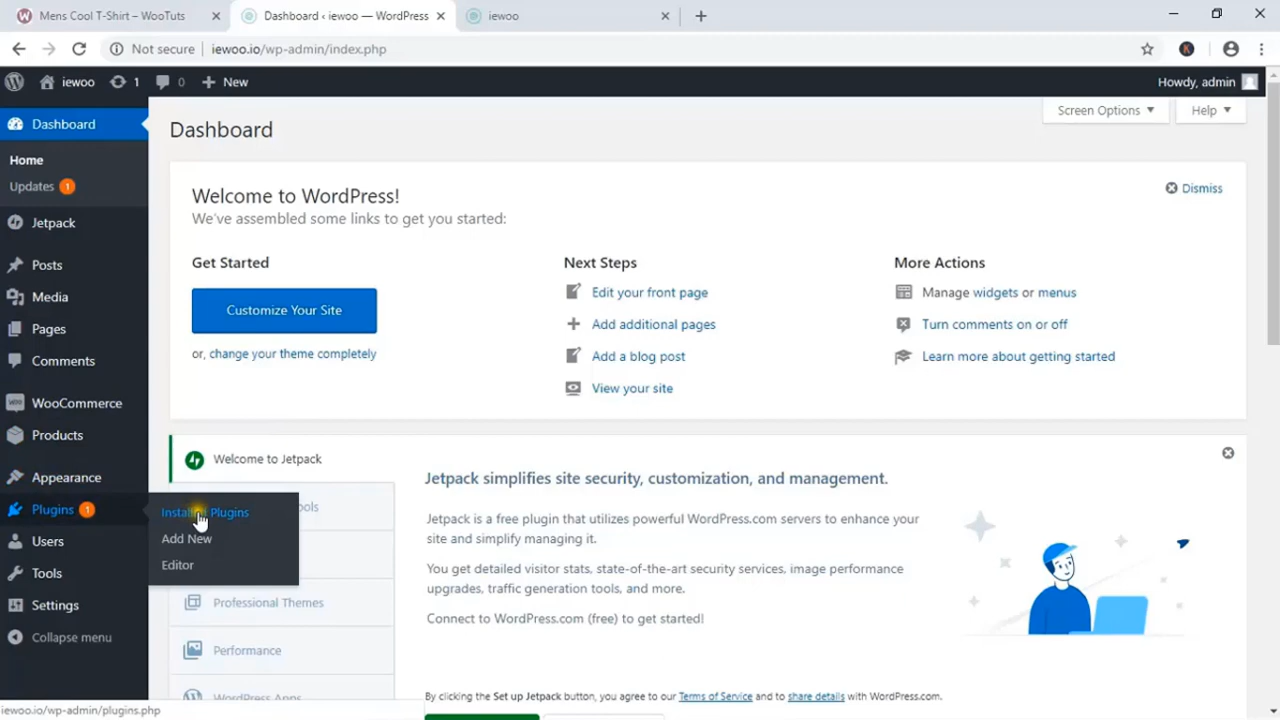 Mens Cool T-Shirt – WooTuts
Dashboard ‹ iewoo — WordPress
iewoo
Not secure
iewoo.io/wp-admin/index.php
iewoo
1
0
New
Howdy, admin
Dashboard
Home
Updates 1
Jetpack
Posts
Media
Pages
Comments
WooCommerce
Products
Appearance
Plugins 1
Users
Tools
Settings
Collapse menu
Plugins
Add New
Editor
Screen Options
Help
Dashboard
Welcome to WordPress!
We've assembled some links to get you started:
Dismiss
Get Started
Customize Your Site
or, change your theme completely
Next Steps
Edit your front page
Add additional pages
Add a blog post
View your site
More Actions
Manage widgets or menus
Turn comments on or off
Learn more about getting started
Welcome to Jetpack
Professional Themes
Performance
WordPress Apps
Jetpack simplifies site security, customization, and management.
Jetpack is a free plugin that utilizes powerful WordPress.com servers to enhance your
site and simplify managing it.
You get detailed visitor stats, state-of-the-art security services, image performance
upgrades, traffic generation tools, and more.
Connect to WordPress.com (free) to get started!
By clicking the Set up Jetpack button, you agree to our Terms of Service and to share details with WordPress.com.
iewoo.io/wp-admin/plugins.php